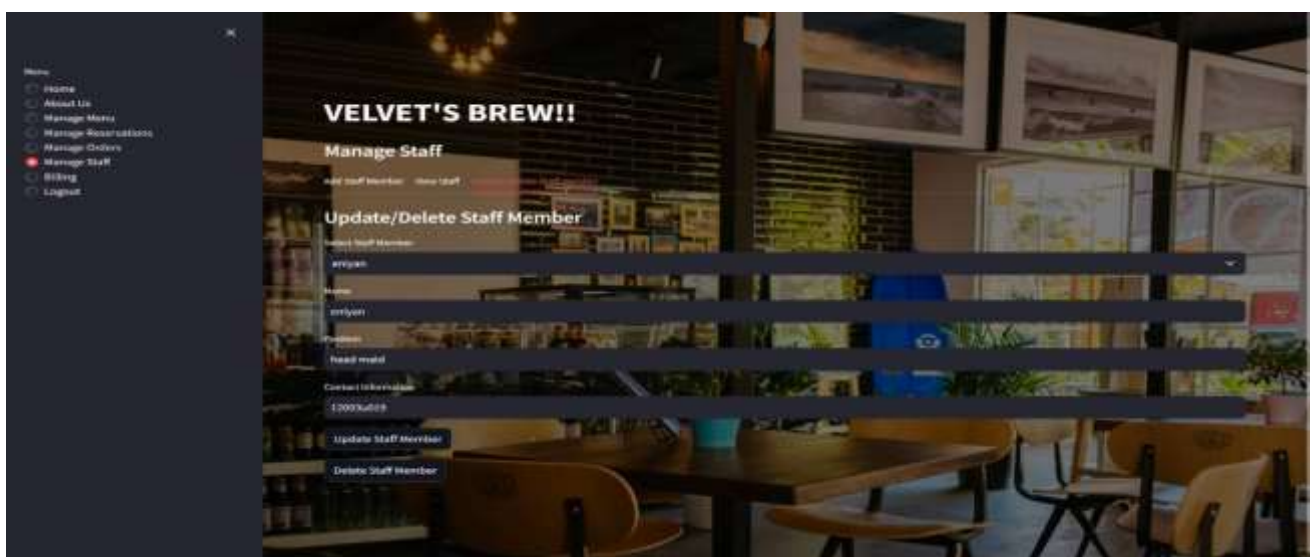 ×
Menu
Home
About Us
Manage Menu
Manage Reservations
Manage Orders
Manage Staff
Billing
Logout
VELVET'S BREW!!
Manage Staff
Add Staff Member View Staff
Update/Delete Staff Member
Select Staff Member
erriyan
Name
erriyan
Position
head maid
Contact Information
Update Staff Member
Delete Staff Member